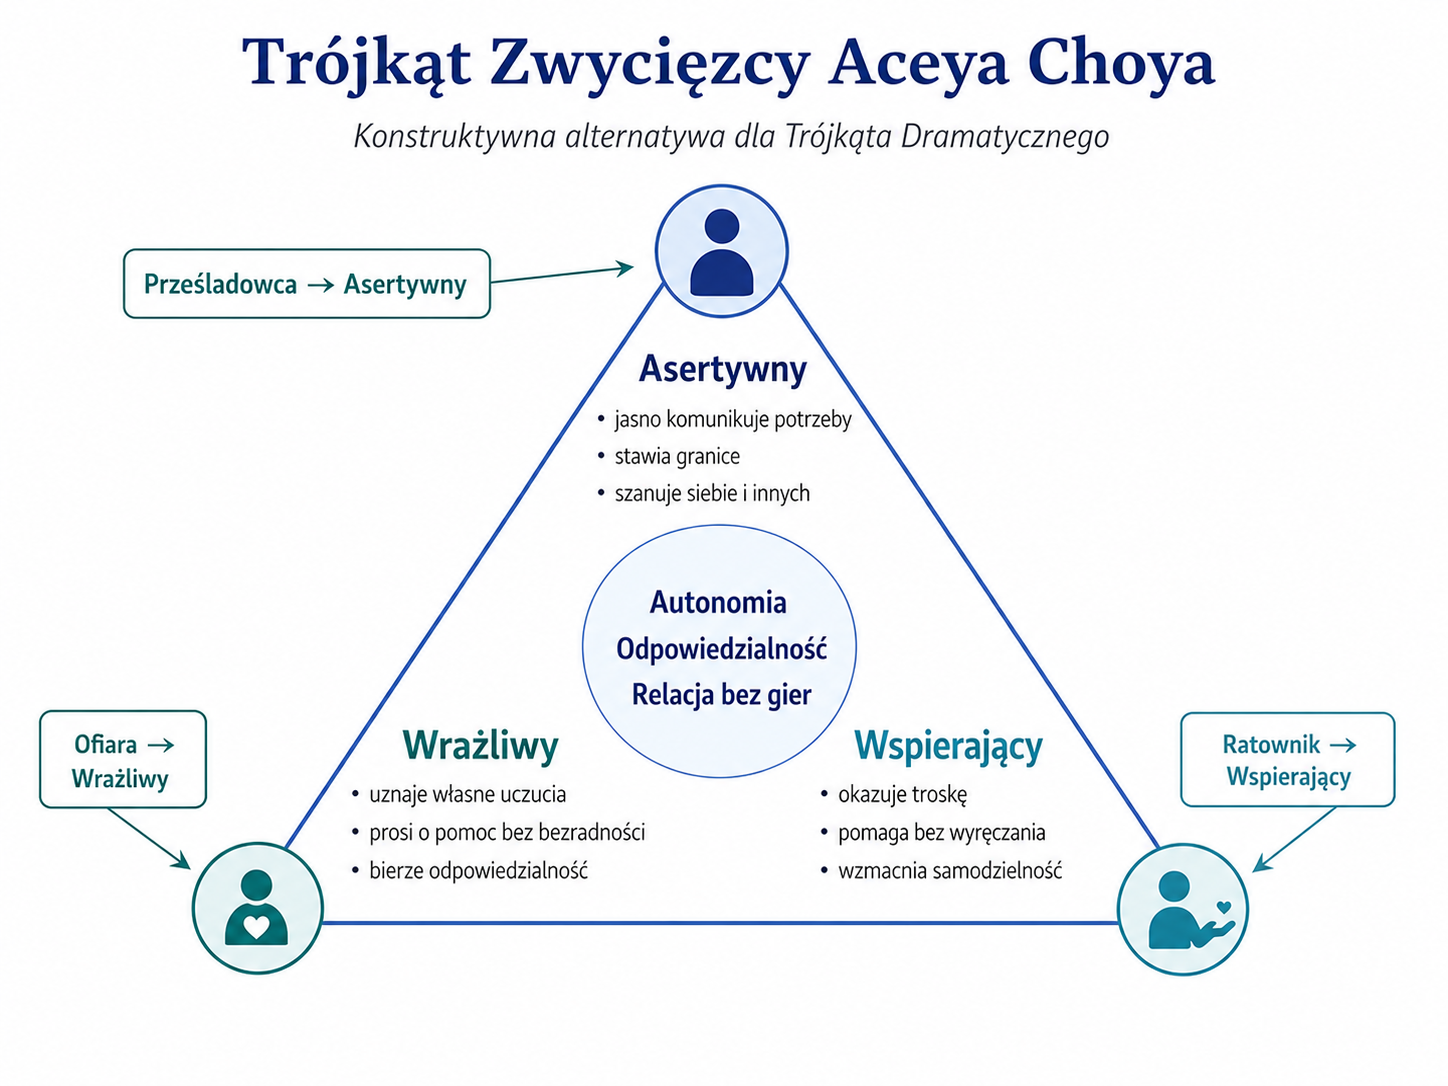 Trójkąt Zwycięzcy Aceya Choya
Konstruktywna alternatywa dla Trójkąta Dramatycznego
Prześladowca → Asertywny
Asertywny
• jasno komunikuje potrzeby
• stawia granice
• szanuje siebie i innych
Autonomia
Odpowiedzialność
Relacja bez gier
Ofiara →
Wrażliwy
Wrażliwy
• uznaje własne uczucia
• prosi o pomoc bez bezradności
• bierze odpowiedzialność
Wspierający
• okazuje troskę
• pomaga bez wyręczania
• wzmacnia samodzielność
Ratownik →
Wspierający